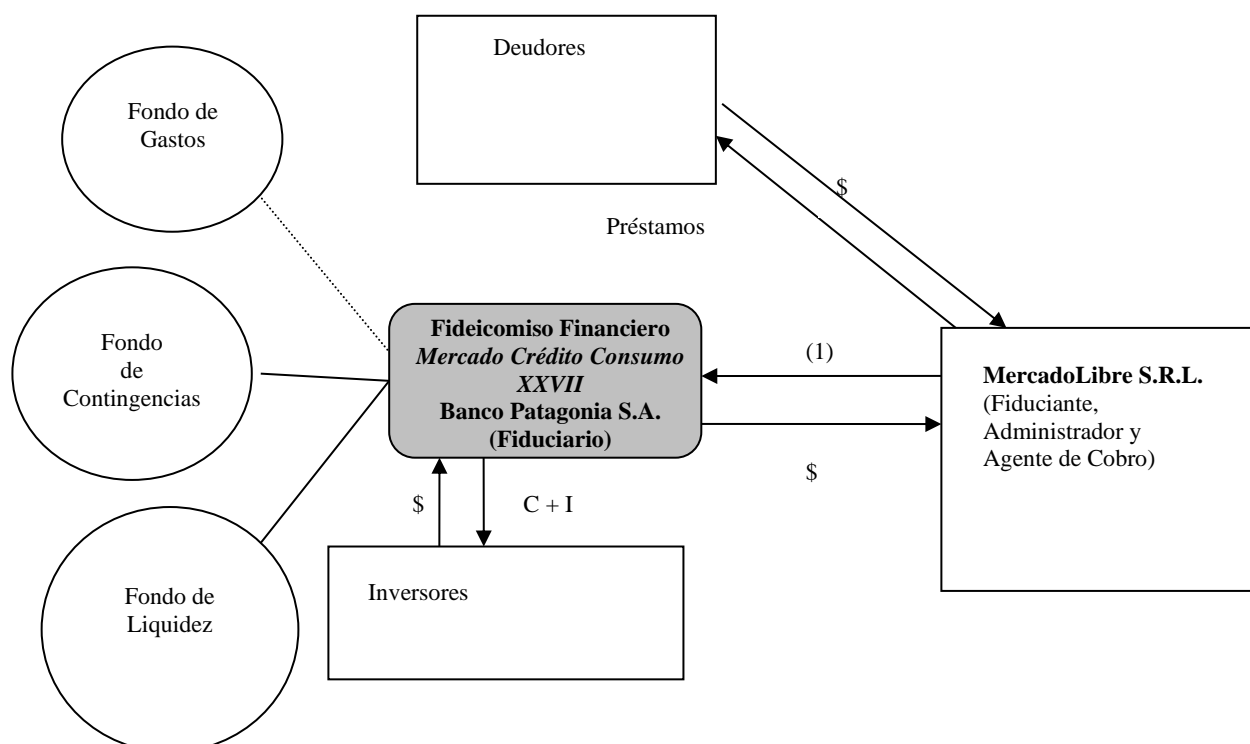 Deudores
Fondo de
Gastos
$
Préstamos
Fideicomiso Financiero
Mercado Crédito Consumo
XXVII
Banco Patagonia S.A.
(Fiduciario)
(1)
MercadoLibre S.R.L.
(Fiduciante,
Administrador y
Agente de Cobro)
Fondo
de
Contingencias
$
$
C + I
Inversores
Fondo de
Liquidez